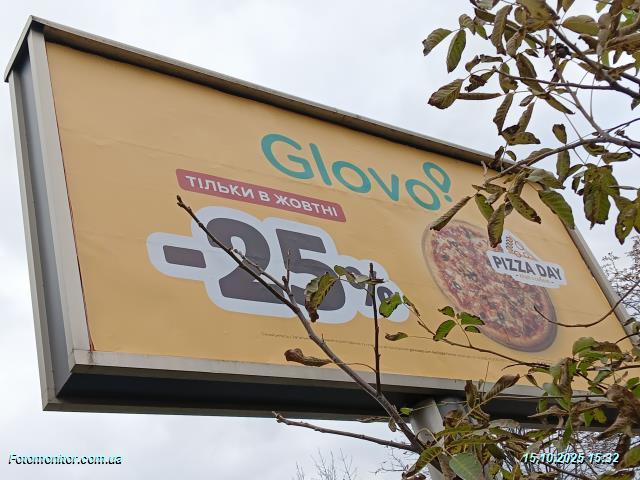 Glovo
ТІЛЬКИ В ЖОВТНІ
-25%
PIZZA DAY
Fotomonitor.com.ua
15.10.2025 15:32